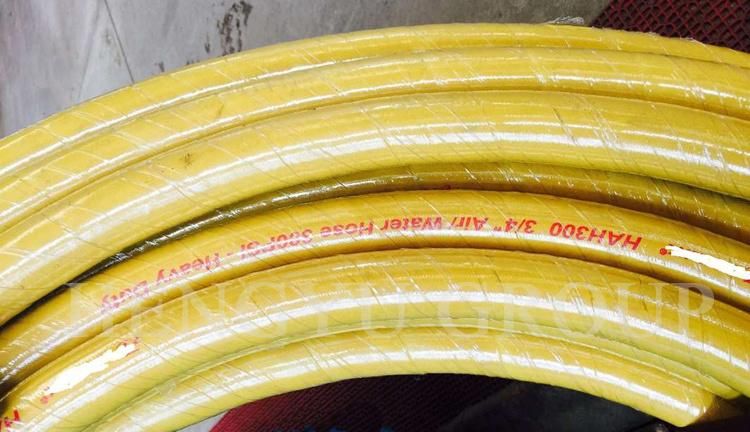 HAH300 3/4" Air/ Water Hose 300PSI - Heavy Duty
HENGYU GROUP